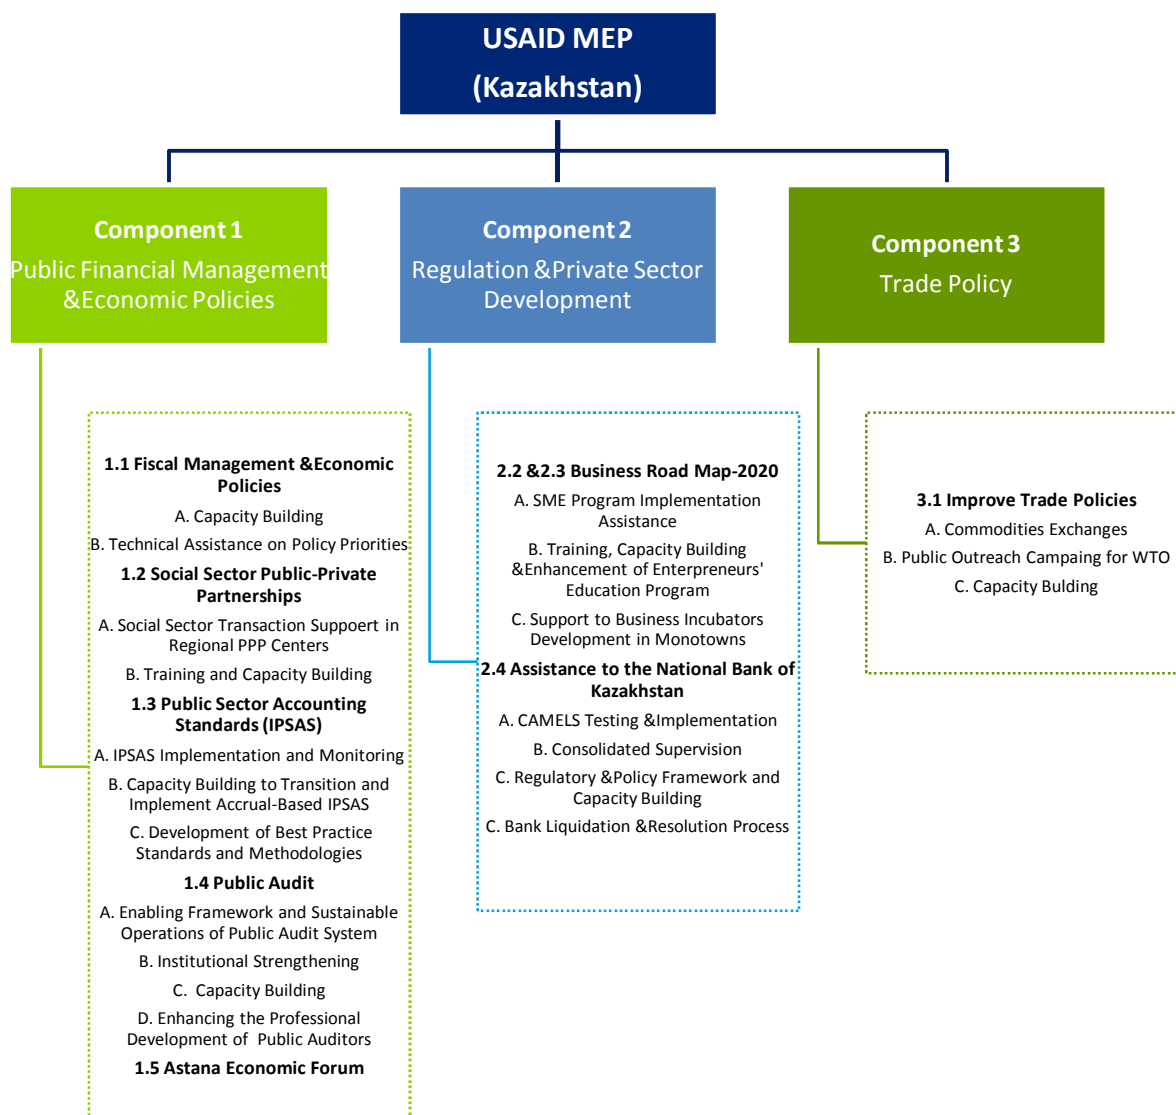 USAID MEP
(Kazakhstan)
Component 1
Public Financial Management
&Economic Policies
Component 2
Regulation &Private Sector
Development
Component 3
Trade Policy
1.1 Fiscal Management &Economic
Policies
A. Capacity Building
B. Technical Assistance on Policy Priorities
1.2 Social Sector Public-Private
Partnerships
A. Social Sector Transaction Suppoert in
Regional PPP Centers
B. Training and Capacity Building
1.3 Public Sector Accounting
Standards (IPSAS)
A. IPSAS Implementation and Monitoring
B. Capacity Building to Transition and
Implement Accrual-Based IPSAS
C. Development of Best Practice
Standards and Methodologies
1.4 Public Audit
A. Enabling Framework and Sustainable
Operations of Public Audit System
B. Institutional Strengthening
C. Capacity Building
D. Enhancing the Professional
Development of Public Auditors
1.5 Astana Economic Forum
2.2 &2.3 Business Road Map-2020
A. SME Program Implementation
Assistance
B. Training, Capacity Building
&Enhancement of Enterpreneurs'
Education Program
C. Support to Business Incubators
Development in Monotowns
2.4 Assistance to the National Bank of
Kazakhstan
A. CAMELS Testing &Implementation
B. Consolidated Supervision
C. Regulatory &Policy Framework and
Capacity Building
C. Bank Liquidation &Resolution Process
3.1 Improve Trade Policies
A. Commodities Exchanges
B. Public Outreach Campaing for WTO
C. Capacity Bulding